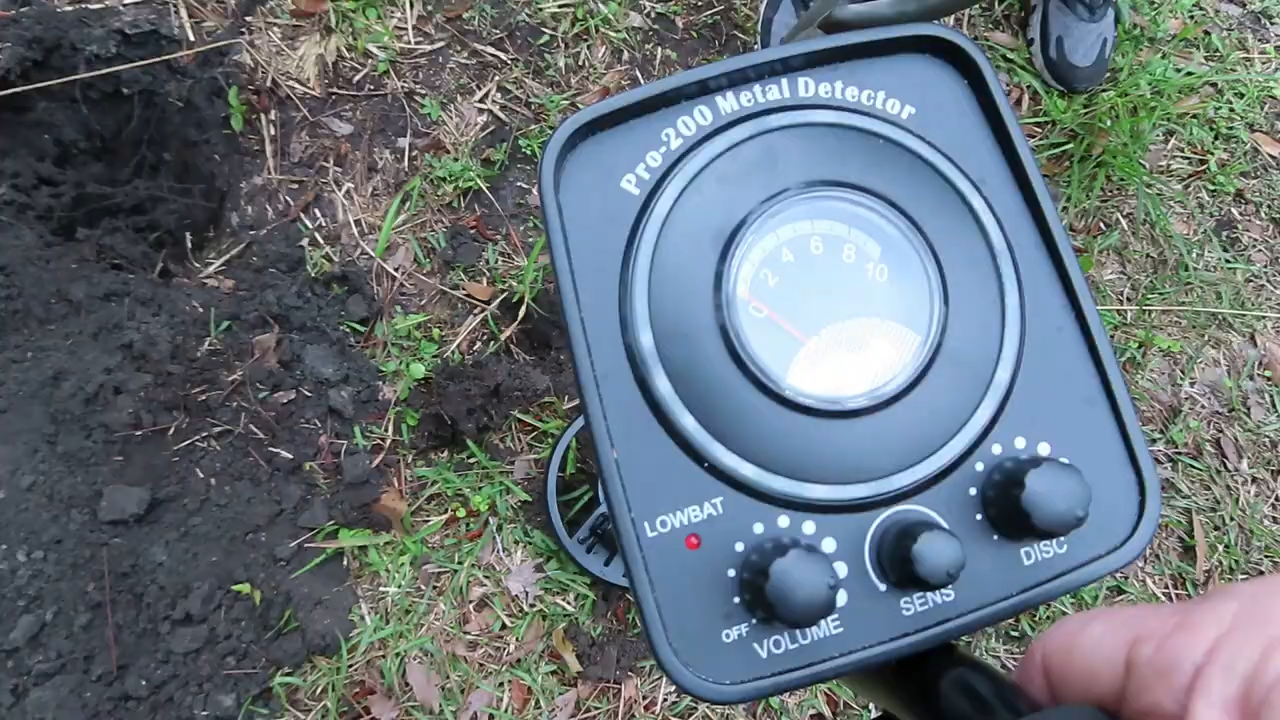 Pro-200 Metal Detector
0 2 4 6 8 10
LOWBAT
OFF
VOLUME
SENS
DISC